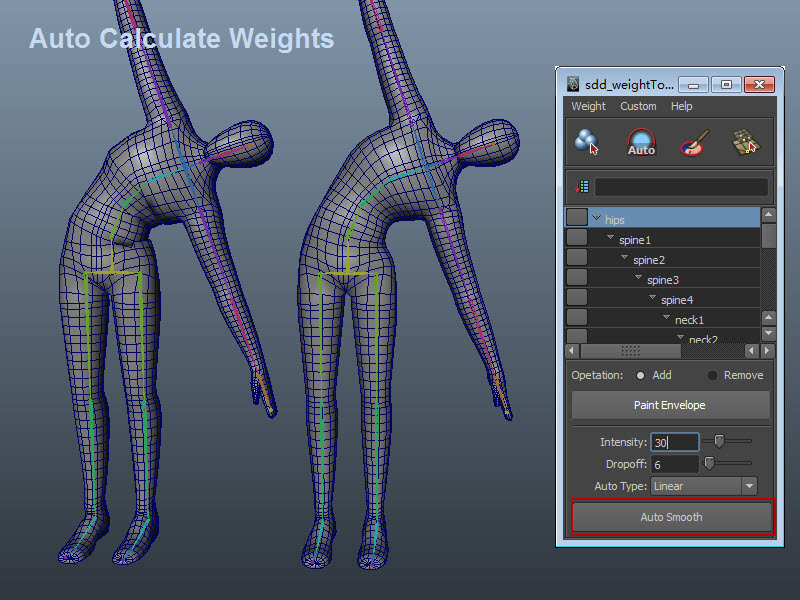 Auto Calculate Weights
sdd_weightTo...
Weight Custom Help
Auto
hips
spine1
spine2
spine3
spine4
neck1
neck2
Opetation: Add Remove
Paint Envelope
Intensity: 30
Dropoff: 6
Auto Type: Linear
Auto Smooth